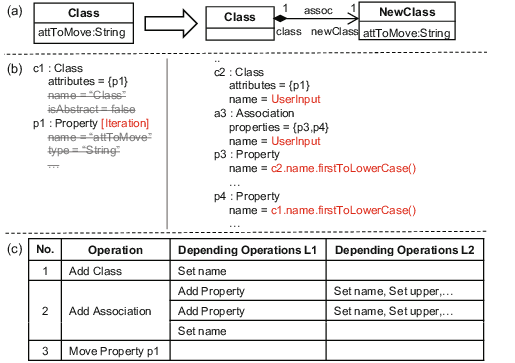 (a)
Class
attToMove:String
Class
1
assoc
1
NewClass
class
newClass
attToMove:String
(b)
c1 : Class
attributes = {p1}
name = "Class"
isAbstract = false
p1 : Property [Iteration]
name = "attToMove"
type = "String"
...
..
c2 : Class
attributes = {p1}
name = UserInput
a3 : Association
properties = {p3,p4}
name = UserInput
p3 : Property
name = c2.name.firstToLowerCase()
...
p4 : Property
name = c1.name.firstToLowerCase()
...
(c)
No. Operation Depending Operations L1 Depending Operations L2
1 Add Class Set name
2 Add Association Add Property Set name, Set upper,...
Add Property Set name, Set upper,...
Set name
3 Move Property p1